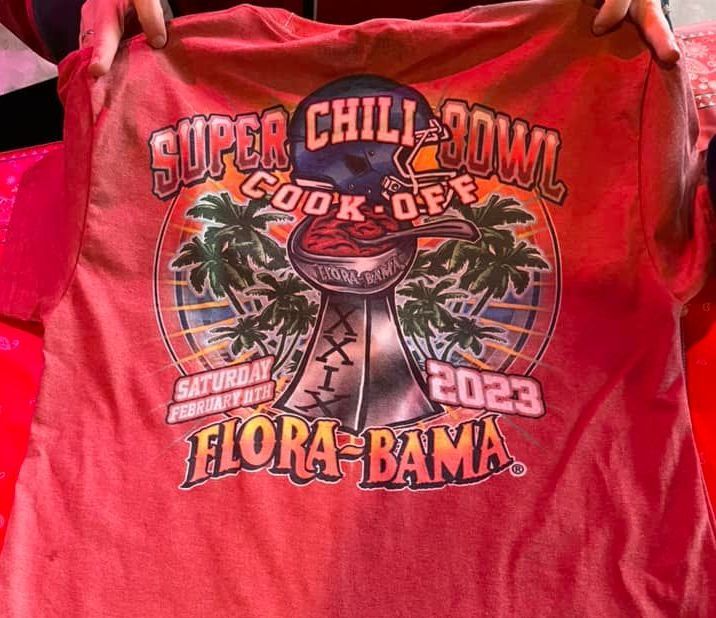 SUPER CHILI BOWL
COOK-OFF
FLORA-BAMA
XXIX
SATURDAY
FEBRUARY 11TH
2023
FLORA-BAMA®